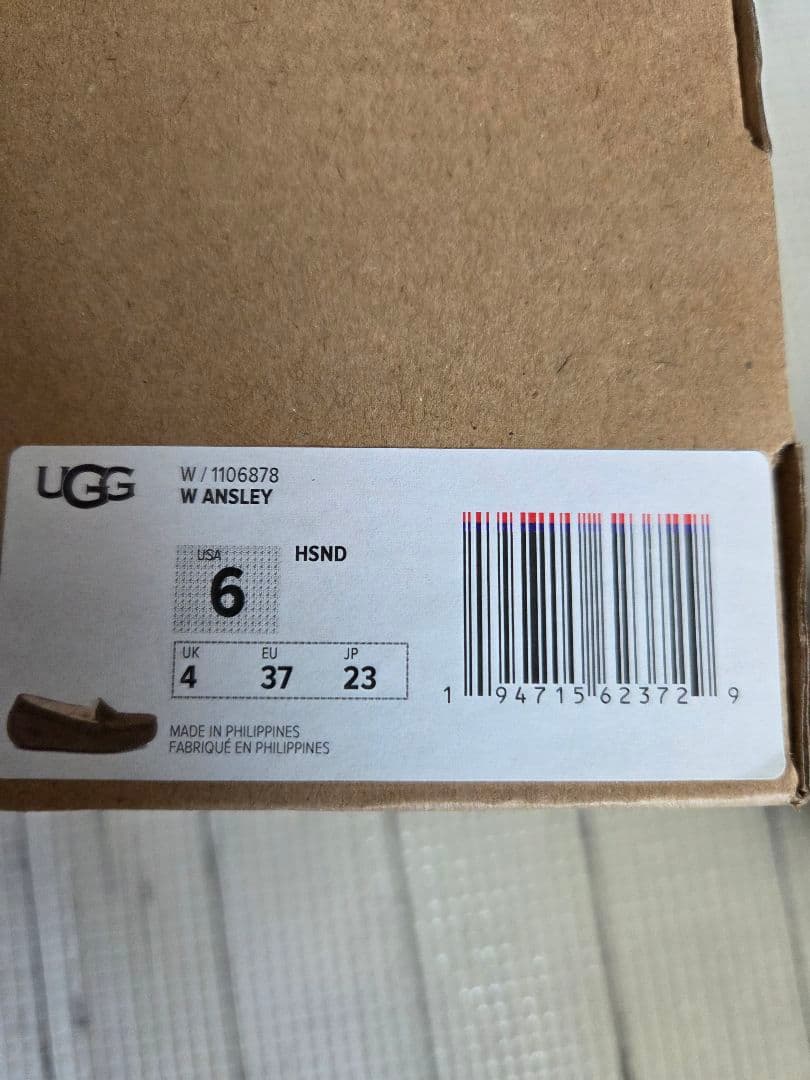 UGG
W / 1106878
W ANSLEY
USA
6
HSND
UK EU JP
4 37 23
MADE IN PHILIPPINES
FABRIQUÉ EN PHILIPPINES
1 94715 62372 9